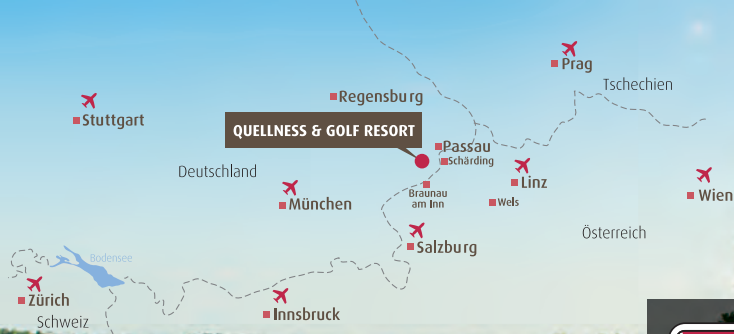 Prag
Tschechien
Regensburg
Stuttgart
QUELLNESS & GOLF RESORT
Passau
Schärding
Deutschland
Linz
Braunau
am Inn
Wels
Wien
München
Österreich
Salzburg
Bodensee
Zürich
Innsbruck
Schweiz